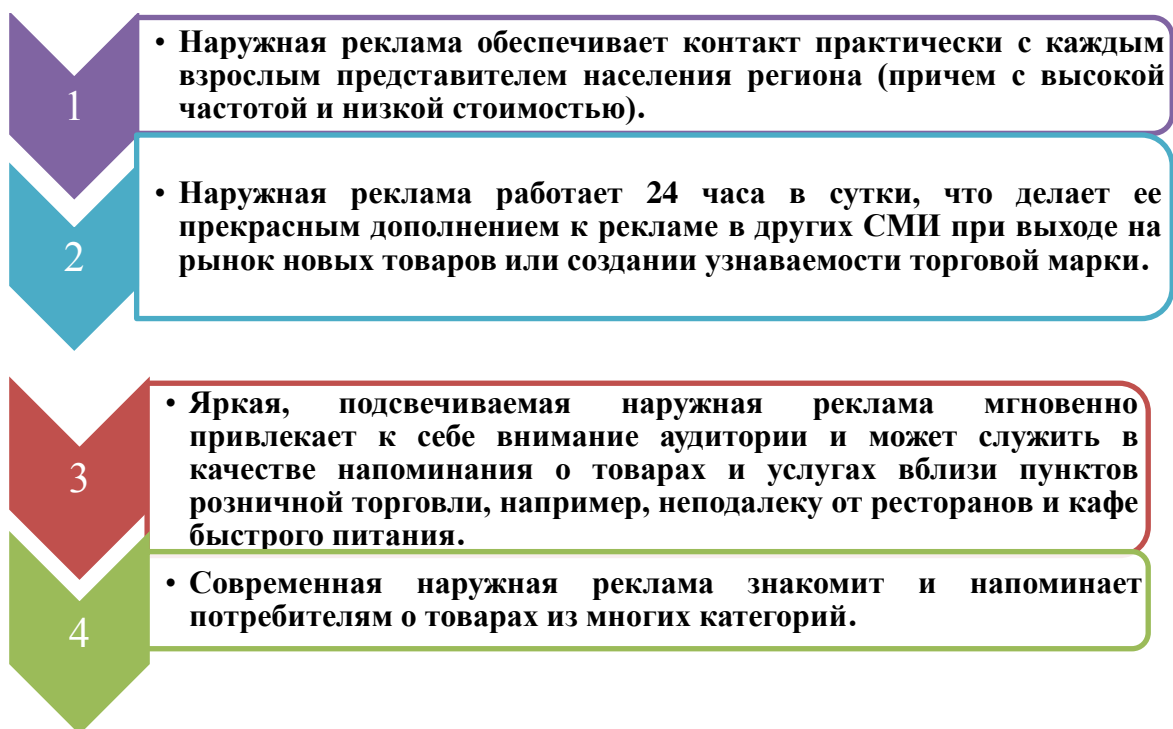 1
• Наружная реклама обеспечивает контакт практически с каждым
взрослым представителем населения региона (причем с высокой
частотой и низкой стоимостью).
2
• Наружная реклама работает 24 часа в сутки, что делает ее
прекрасным дополнением к рекламе в других СМИ при выходе на
рынок новых товаров или создании узнаваемости торговой марки.
3
• Яркая, подсвечиваемая наружная реклама мгновенно
привлекает к себе внимание аудитории и может служить в
качестве напоминания о товарах и услугах вблизи пунктов
розничной торговли, например, неподалеку от ресторанов и кафе
быстрого питания.
4
• Современная наружная реклама знакомит и напоминает
потребителям о товарах из многих категорий.